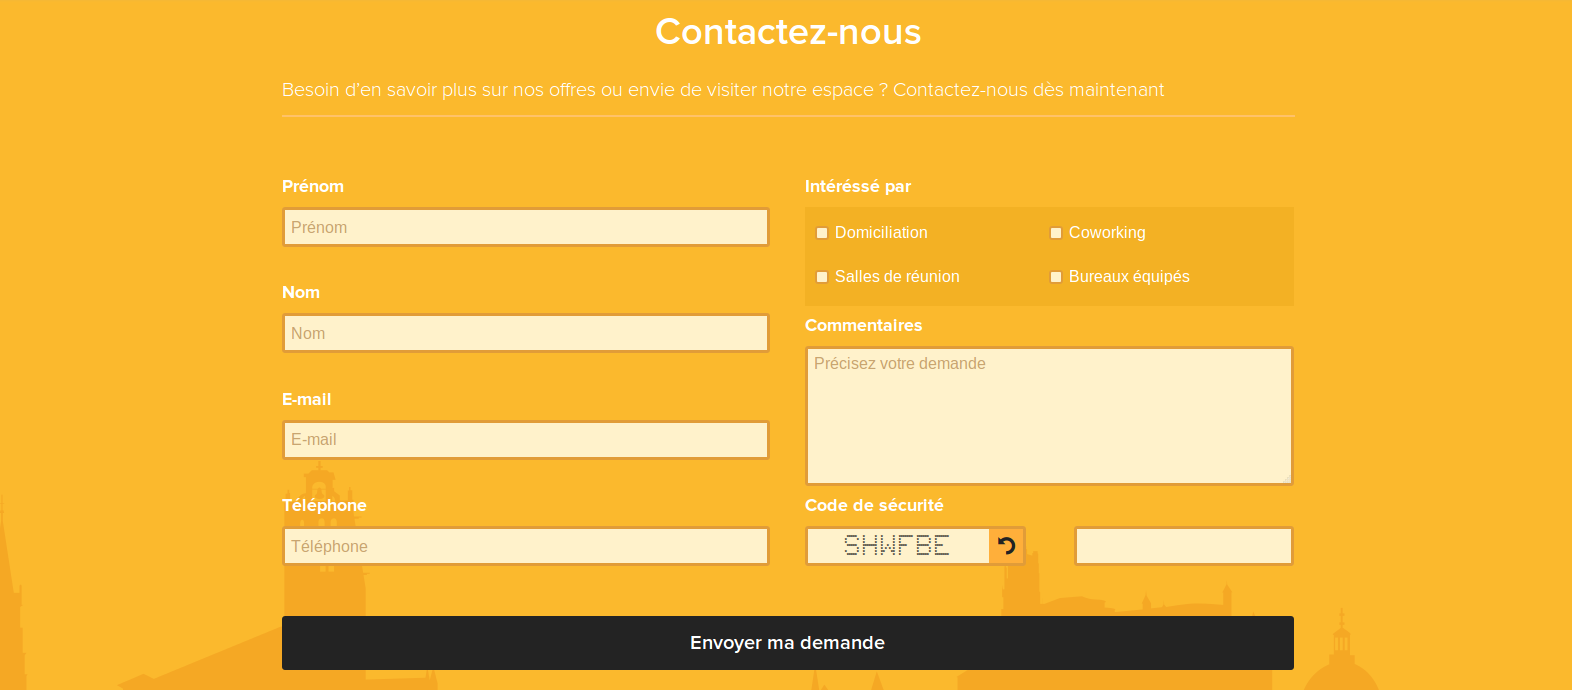 Contactez-nous
Besoin d'en savoir plus sur nos offres ou envie de visiter notre espace ? Contactez-nous dès maintenant
Prénom
Prénom
Nom
Nom
E-mail
E-mail
Téléphone
Téléphone
Intéréssé par
Domiciliation
Coworking
Salles de réunion
Bureaux équipés
Commentaires
Précisez votre demande
Code de sécurité
SHWFBE
Envoyer ma demande